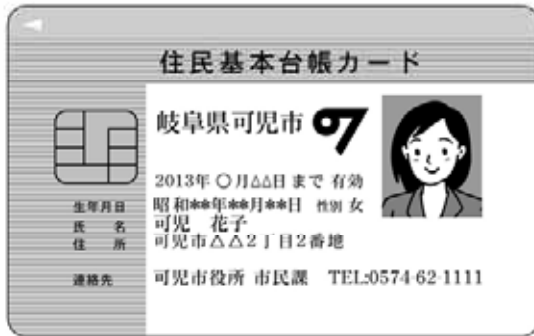 住民基本台帳カード
岐阜県可児市
2013年 〇月△△日 まで 有効
生年月日 昭和**年**月**日 性別 女
氏名 可児 花子
住所 可児市△△2丁目2番地
連絡先 可児市役所 市民課 TEL:0574-62-1111